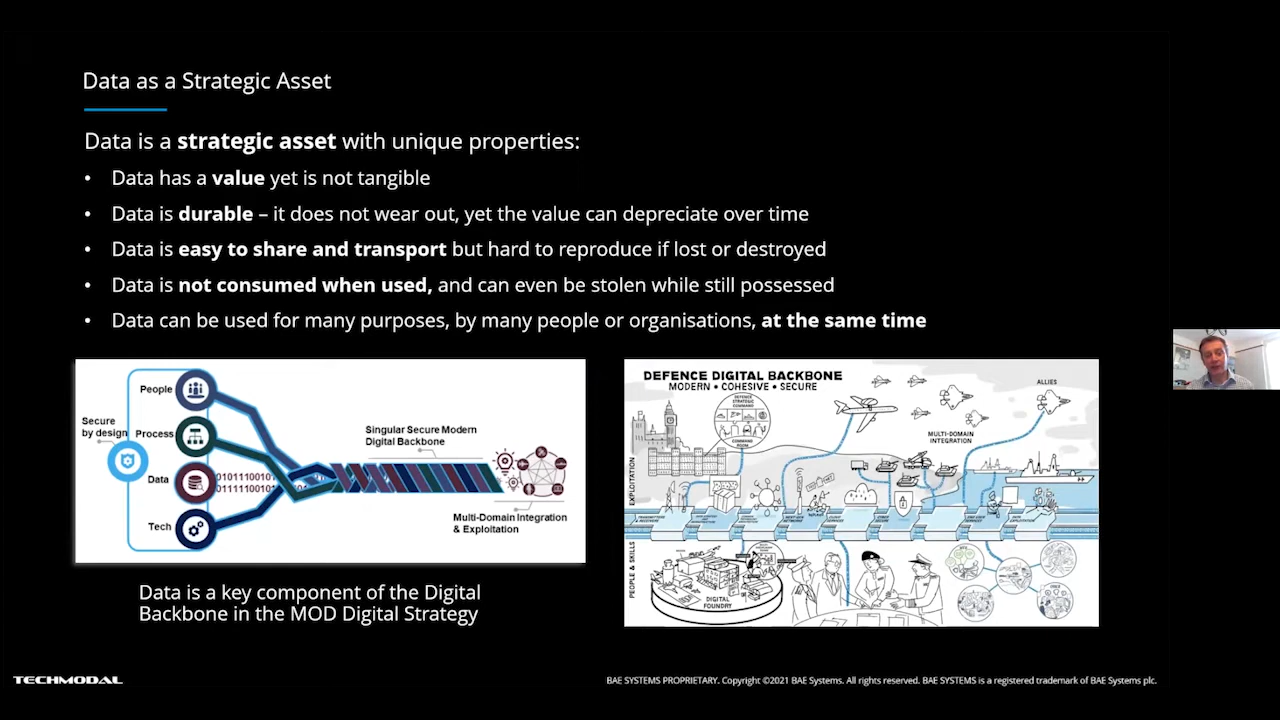 Data as a Strategic Asset
Data is a strategic asset with unique properties:
• Data has a value yet is not tangible
• Data is durable – it does not wear out, yet the value can depreciate over time
• Data is easy to share and transport but hard to reproduce if lost or destroyed
• Data is not consumed when used, and can even be stolen while still possessed
• Data can be used for many purposes, by many people or organisations, at the same time
People
Secure
by design
Process
Data
Tech
Singular Secure Modern
Digital Backbone
Multi-Domain Integration
& Exploitation
DEFENCE DIGITAL BACKBONE
MODERN • COHESIVE • SECURE
DEFENCE
STRATEGIC
COMMAND
COMMAND
ALLIES
MULTI-DOMAIN
INTEGRATION
EXPLOITATION
PEOPLE & SKILLS
DIGITAL
FOUNDRY
Data is a key component of the Digital
Backbone in the MOD Digital Strategy
TECHMODAL
BAE SYSTEMS PROPRIETARY. Copyright ©2021 BAE Systems. All rights reserved. BAE SYSTEMS is a registered trademark of BAE Systems plc.